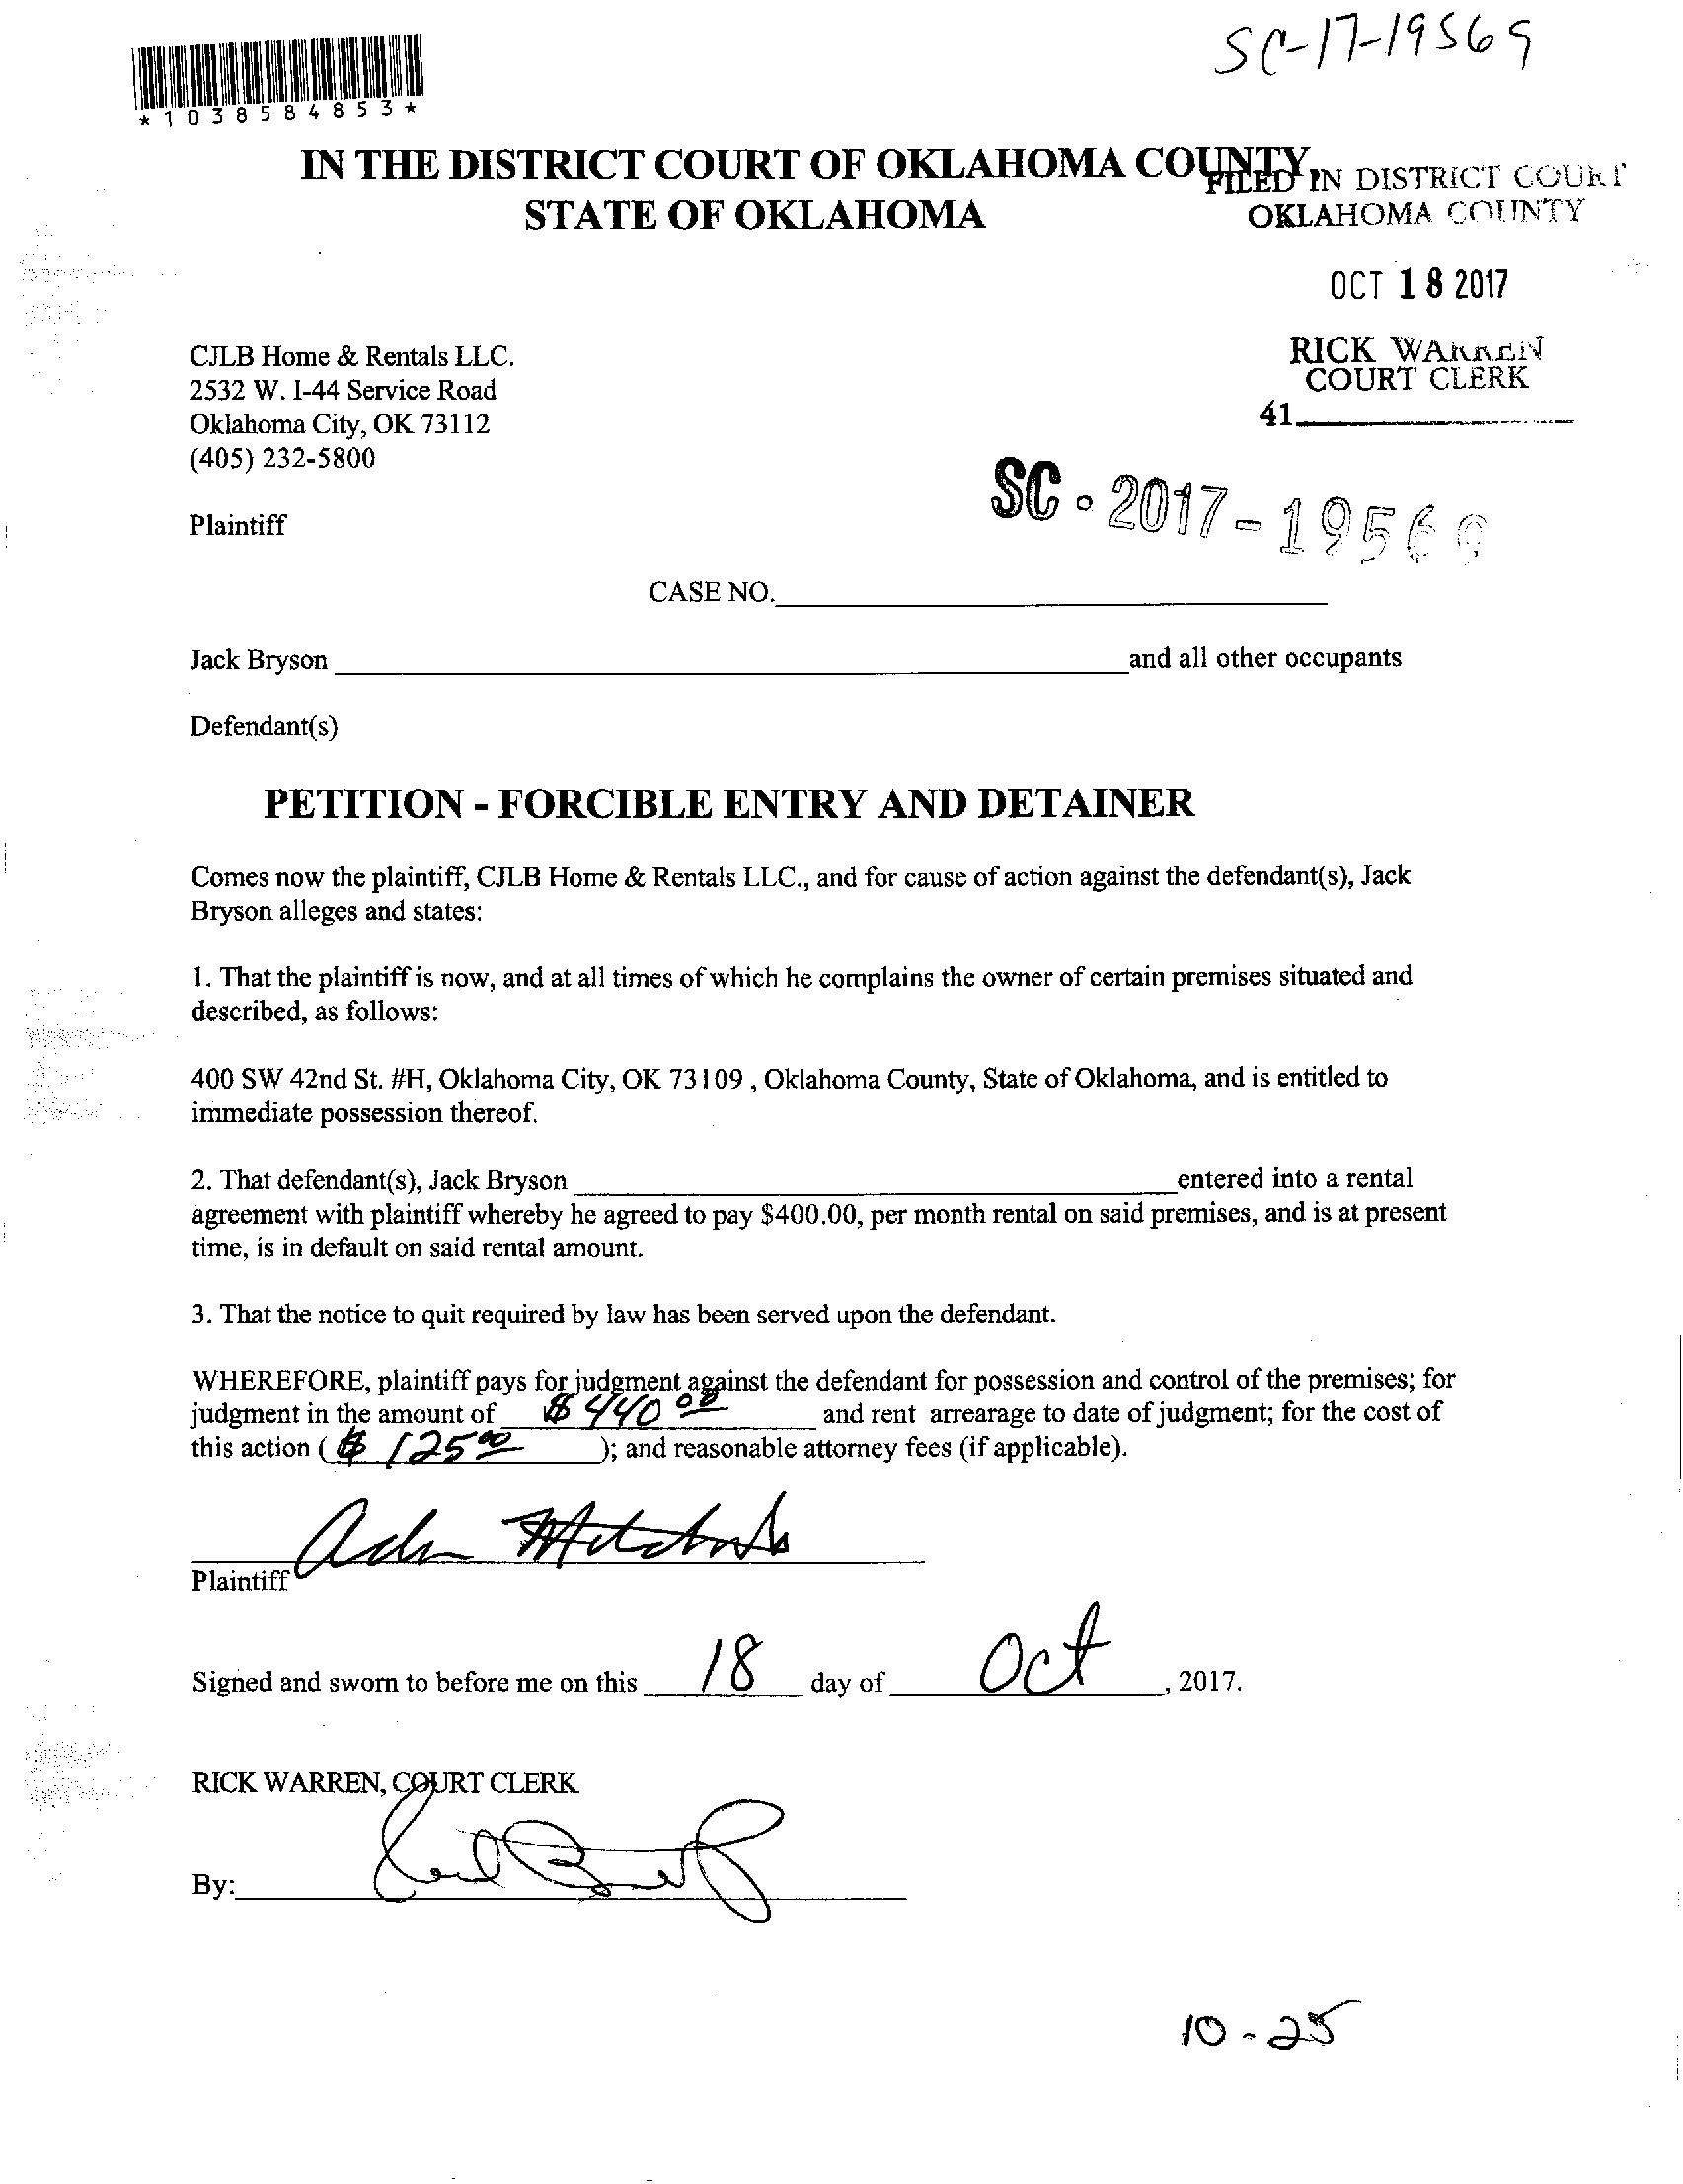 SC-17-19569
*1038584853*
IN THE DISTRICT COURT OF OKLAHOMA COUNTY
STATE OF OKLAHOMA
FILED IN DISTRICT COURT
OKLAHOMA COUNTY
OCT 18 2017
RICK WARREN
COURT CLERK
41
CJLB Home & Rentals LLC.
2532 W. I-44 Service Road
Oklahoma City, OK 73112
(405) 232-5800
SC - 2017 - 19569
Plaintiff
CASE NO.
Jack Bryson and all other occupants
Defendant(s)
PETITION - FORCIBLE ENTRY AND DETAINER
Comes now the plaintiff, CJLB Home & Rentals LLC., and for cause of action against the defendant(s), Jack
Bryson alleges and states:
1. That the plaintiff is now, and at all times of which he complains the owner of certain premises situated and
described, as follows:
400 SW 42nd St. #H, Oklahoma City, OK 73109 , Oklahoma County, State of Oklahoma, and is entitled to
immediate possession thereof.
2. That defendant(s), Jack Bryson entered into a rental
agreement with plaintiff whereby he agreed to pay $400.00, per month rental on said premises, and is at present
time, is in default on said rental amount.
3. That the notice to quit required by law has been served upon the defendant.
WHEREFORE, plaintiff pays for judgment against the defendant for possession and control of the premises; for
judgment in the amount of $440.00 and rent arrearage to date of judgment; for the cost of
this action ( $125.00 ); and reasonable attorney fees (if applicable).
Plaintiff
Signed and sworn to before me on this 18 day of Oct , 2017.
RICK WARREN, COURT CLERK
By:
10-25